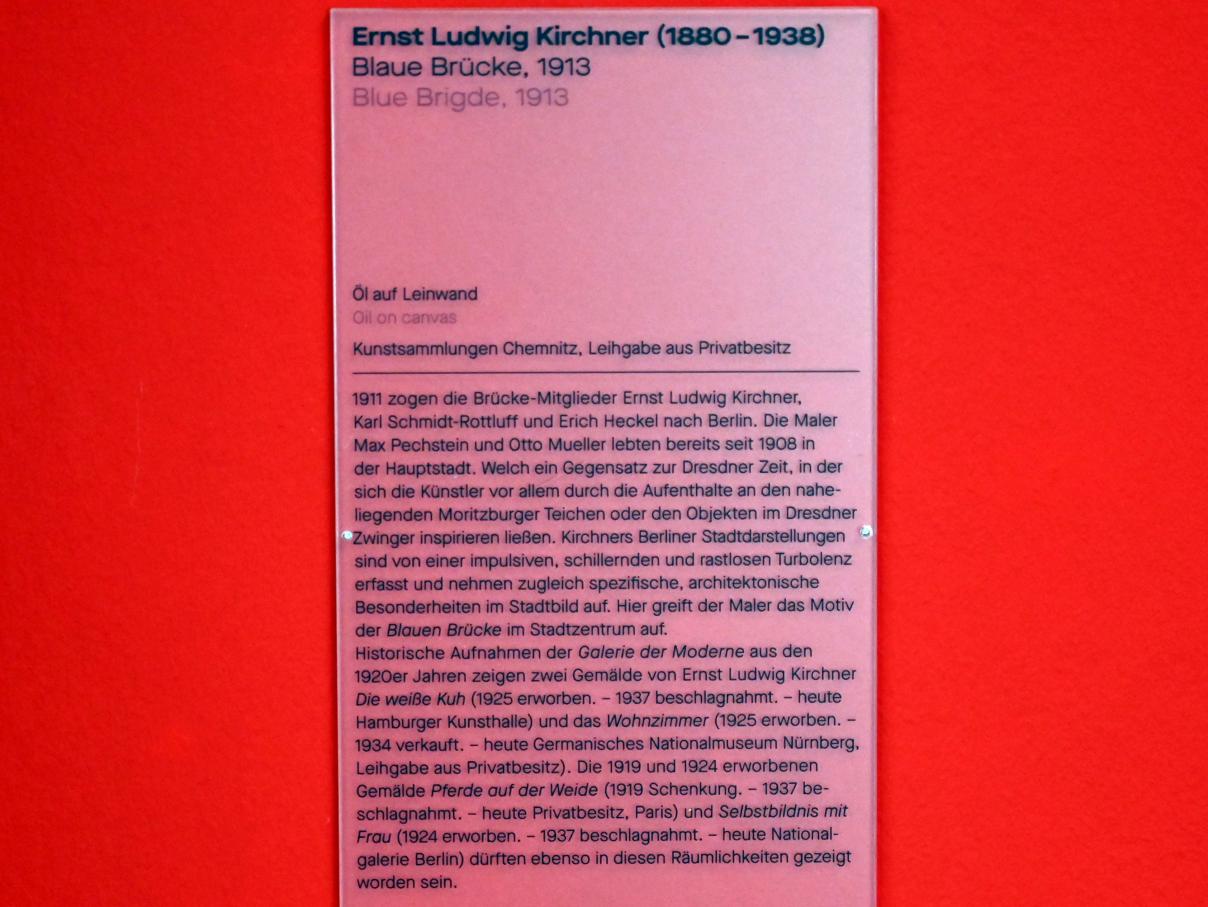 Ernst Ludwig Kirchner (1880 – 1938)
Blaue Brücke, 1913
Blue Brigde, 1913
Öl auf Leinwand
Oil on canvas
Kunstsammlungen Chemnitz, Leihgabe aus Privatbesitz
1911 zogen die Brücke-Mitglieder Ernst Ludwig Kirchner,
Karl Schmidt-Rottluff und Erich Heckel nach Berlin. Die Maler
Max Pechstein und Otto Mueller lebten bereits seit 1908 in
der Hauptstadt. Welch ein Gegensatz zur Dresdner Zeit, in der
sich die Künstler vor allem durch die Aufenthalte an den nahe-
liegenden Moritzburger Teichen oder den Objekten im Dresdner
Zwinger inspirieren ließen. Kirchners Berliner Stadtdarstellungen
sind von einer impulsiven, schillernden und rastlosen Turbolenz
erfasst und nehmen zugleich spezifische, architektonische
Besonderheiten im Stadtbild auf. Hier greift der Maler das Motiv
der Blauen Brücke im Stadtzentrum auf.
Historische Aufnahmen der Galerie der Moderne aus den
1920er Jahren zeigen zwei Gemälde von Ernst Ludwig Kirchner
Die weiße Kuh (1925 erworben. – 1937 beschlagnahmt. – heute
Hamburger Kunsthalle) und das Wohnzimmer (1925 erworben. –
1934 verkauft. – heute Germanisches Nationalmuseum Nürnberg,
Leihgabe aus Privatbesitz). Die 1919 und 1924 erworbenen
Gemälde Pferde auf der Weide (1919 Schenkung. – 1937 be-
schlagnahmt. – heute Privatbesitz, Paris) und Selbstbildnis mit
Frau (1924 erworben. – 1937 beschlagnahmt. – heute National-
galerie Berlin) dürften ebenso in diesen Räumlichkeiten gezeigt
worden sein.